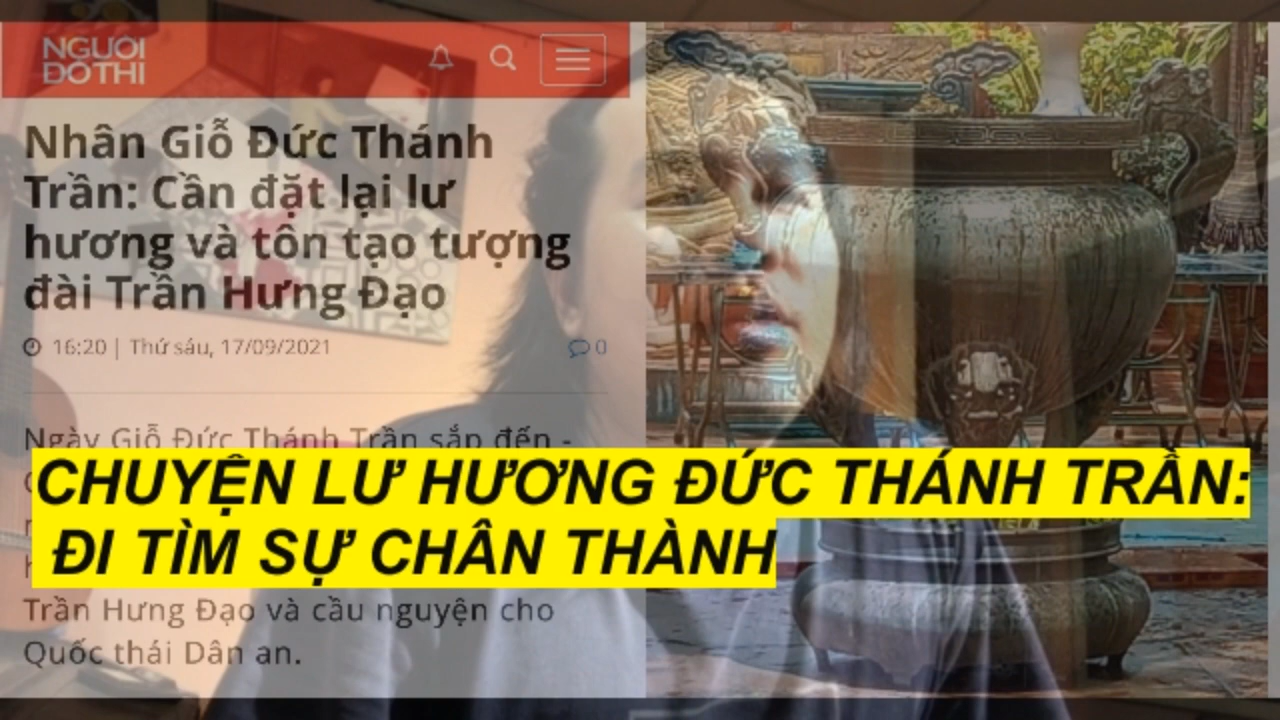 NGƯỜI
ĐÔTHỊ
Nhân Giỗ Đức Thánh
Trần: Cần đặt lại lư
hương và tôn tạo tượng
đài Trần Hưng Đạo
16:20 | Thứ sáu, 17/09/2021
0
Ngày Giỗ Đức Thánh Trần sắp đến -
CHUYỆN LƯ HƯƠNG ĐỨC THÁNH TRẦN:
ĐI TÌM SỰ CHÂN THÀNH
Trần Hưng Đạo và cầu nguyện cho
Quốc thái Dân an.